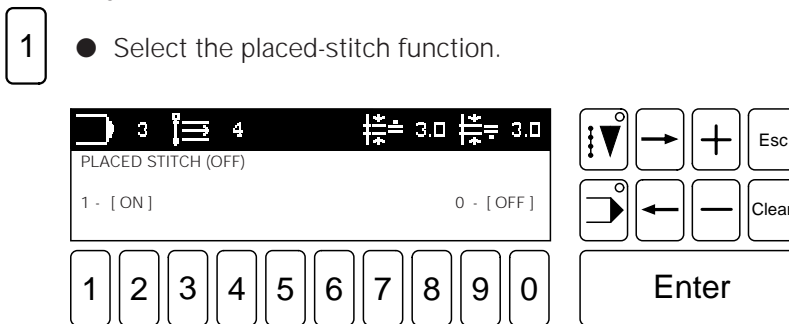 1 ● Select the placed-stitch function.
3 4 3.0 3.0
PLACED STITCH (OFF)
1 - [ON] 0 - [OFF]
Esc
Clear
1 2 3 4 5 6 7 8 9 0 Enter